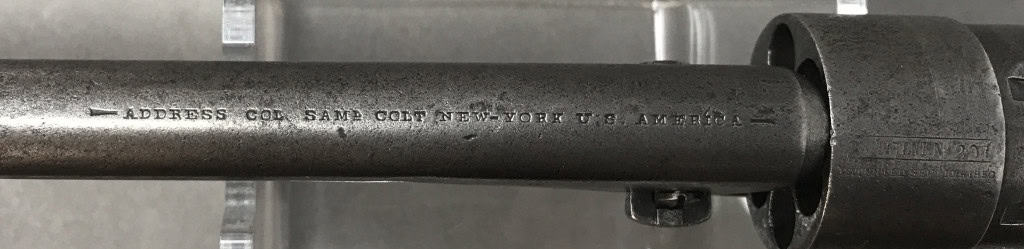 ADDRESS COL. SAML COLT NEW-YORK U.S. AMERICA